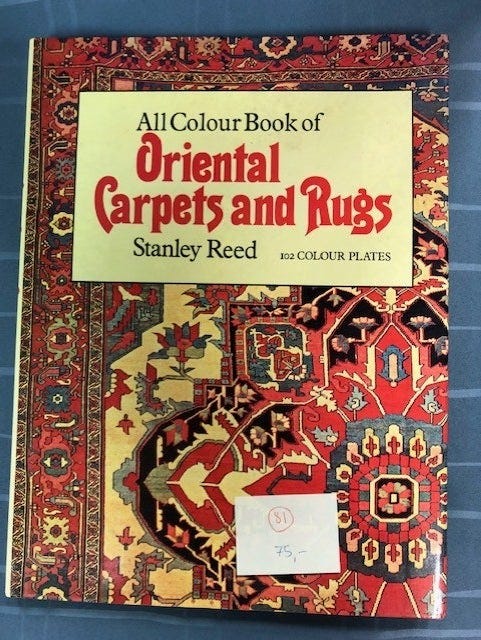 All Colour Book of
Oriental
Carpets and Rugs
Stanley Reed 102 COLOUR PLATES
81
75,-